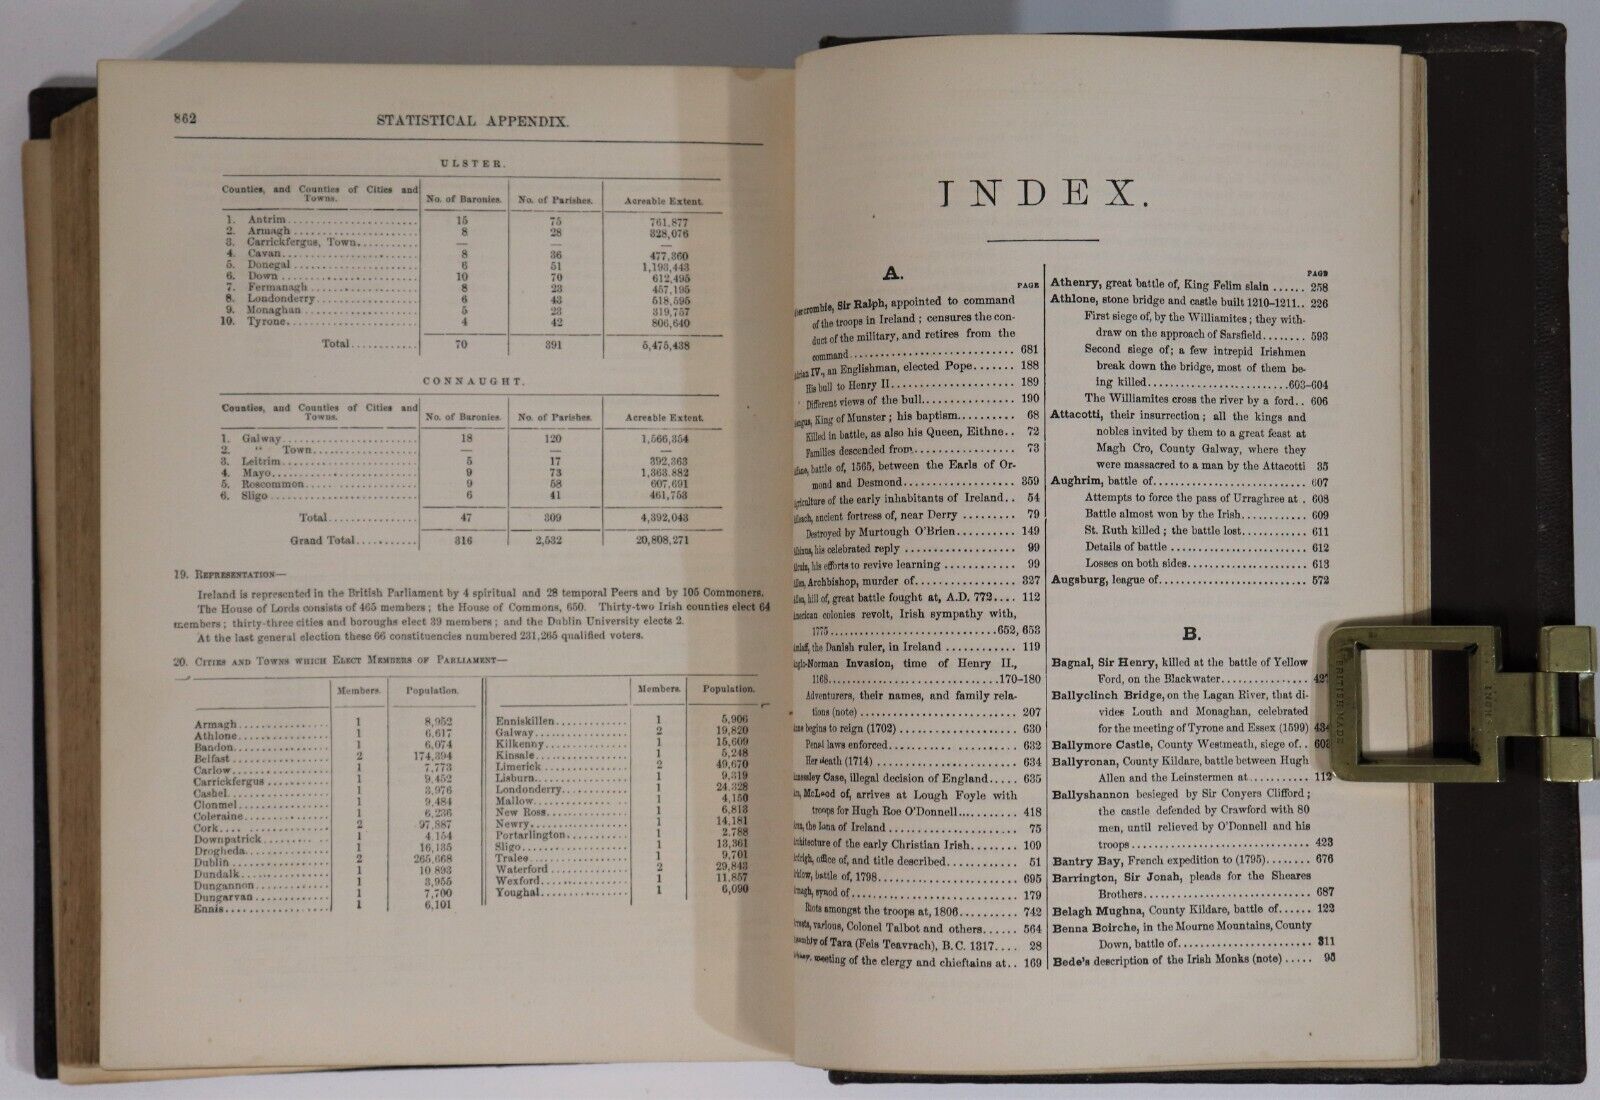 862 STATISTICAL APPENDIX.
ULSTER.
Counties, and Counties of Cities and Towns. No. of Baronies. No. of Parishes. Acreable Extent.
1. Antrim 15 75 761,877
2. Armagh 8 28 328,076
3. Carrickfergus, Town — — —
4. Cavan 8 36 477,360
5. Donegal 6 51 1,193,443
6. Down 10 70 612,495
7. Fermanagh 8 23 457,195
8. Londonderry 6 43 518,595
9. Monaghan 5 23 319,757
10. Tyrone 4 42 806,640
Total 70 391 5,475,438
CONNAUGHT.
Counties, and Counties of Cities and Towns. No. of Baronies. No. of Parishes. Acreable Extent.
1. Galway 18 120 1,566,354
2. " Town — — —
3. Leitrim 5 17 392,363
4. Mayo 9 73 1,363,882
5. Roscommon 9 58 607,691
6. Sligo 6 41 461,753
Total 47 309 4,392,043
Grand Total 316 2,532 20,808,271
19. REPRESENTATION—
Ireland is represented in the British Parliament by 4 spiritual and 28 temporal Peers and by 105 Commoners.
The House of Lords consists of 465 members; the House of Commons, 650. Thirty-two Irish counties elect 64
members; thirty-three cities and boroughs elect 39 members; and the Dublin University elects 2.
At the last general election these 66 constituencies numbered 231,265 qualified voters.
20. CITIES AND TOWNS WHICH ELECT MEMBERS OF PARLIAMENT—
Members. Population. Members. Population.
Armagh 1 8,952 Enniskillen 1 5,906
Athlone 1 6,617 Galway 2 19,820
Bandon 1 6,074 Kilkenny 1 15,609
Belfast 2 174,394 Kinsale 1 5,248
Carlow 1 7,773 Limerick 2 49,670
Carrickfergus 1 9,452 Lisburn 1 9,319
Cashel 1 3,976 Londonderry 1 24,328
Clonmel 1 9,484 Mallow 1 4,150
Coleraine 1 6,236 New Ross 1 6,813
Cork 2 97,887 Newry 1 14,181
Downpatrick 1 4,154 Portarlington 1 2,788
Drogheda 1 16,135 Sligo 1 13,361
Dublin 2 265,668 Tralee 1 9,701
Dundalk 1 10,893 Waterford 2 29,843
Dungannon 1 3,955 Wexford 1 11,857
Dungarvan 1 7,700 Youghal 1 6,090
Ennis 1 6,101
INDEX.
A.
PAGE
Sir Ralph, appointed to command
of the troops in Ireland; censures the con-
duct of the military, and retires from the
command 681
IV., an Englishman, elected Pope 188
His bull to Henry II 189
Different views of the bull 190
King of Munster; his baptism 68
Killed in battle, as also his Queen, Eithne 72
Families descended from 73
battle of, 1565, between the Earls of Or-
mond and Desmond 359
of the early inhabitants of Ireland 54
ancient fortress of, near Derry 79
Destroyed by Murtough O'Brien 149
his celebrated reply 99
his efforts to revive learning 99
Archbishop, murder of 327
hill of, great battle fought at, A.D. 772 112
colonies revolt, Irish sympathy with,
1775 652, 653
the Danish ruler, in Ireland 119
Invasion, time of Henry II.,
1168 170-180
Adventurers, their names, and family rela-
tions (note) 207
begins to reign (1702) 630
Penal laws enforced 632
Her death (1714) 634
Case, illegal decision of England 635
McLeod of, arrives at Lough Foyle with
troops for Hugh Roe O'Donnell 418
the Iona of Ireland 75
of the early Christian Irish 109
office of, and title described 51
battle of, 1798 695
synod of 179
Riots amongst the troops at, 1806 742
various, Colonel Talbot and others 564
of Tara (Feis Teavrach), B.C. 1317 28
meeting of the clergy and chieftains at 169
PAGE
Athenry, great battle of, King Felim slain 258
Athlone, stone bridge and castle built 1210-1211 226
First siege of, by the Williamites; they with-
draw on the approach of Sarsfield 593
Second siege of; a few intrepid Irishmen
break down the bridge, most of them be-
ing killed 603-604
The Williamites cross the river by a ford 606
Attacotti, their insurrection; all the kings and
nobles invited by them to a great feast at
Magh Cro, County Galway, where they
were massacred to a man by the Attacotti 35
Aughrim, battle of 607
Attempts to force the pass of Urraghree at 608
Battle almost won by the Irish 609
St. Ruth killed; the battle lost 611
Details of battle 612
Losses on both sides 613
Augsburg, league of 572
B.
Bagnal, Sir Henry, killed at the battle of Yellow
Ford, on the Blackwater
Ballyclinch Bridge, on the Lagan River, that di-
vides Louth and Monaghan, celebrated
for the meeting of Tyrone and Essex (1599) 434
Ballymore Castle, County Westmeath, siege of
Ballyronan, County Kildare, battle between Hugh
Allen and the Leinstermen at 112
Ballyshannon besieged by Sir Conyers Clifford;
the castle defended by Crawford with 80
men, until relieved by O'Donnell and his
troops 423
Bantry Bay, French expedition to (1795) 676
Barrington, Sir Jonah, pleads for the Sheares
Brothers 687
Belagh Mughna, County Kildare, battle of 122
Benna Boirche, in the Mourne Mountains, County
Down, battle of 311
Bede's description of the Irish Monks (note) 95
BRITISH MADE